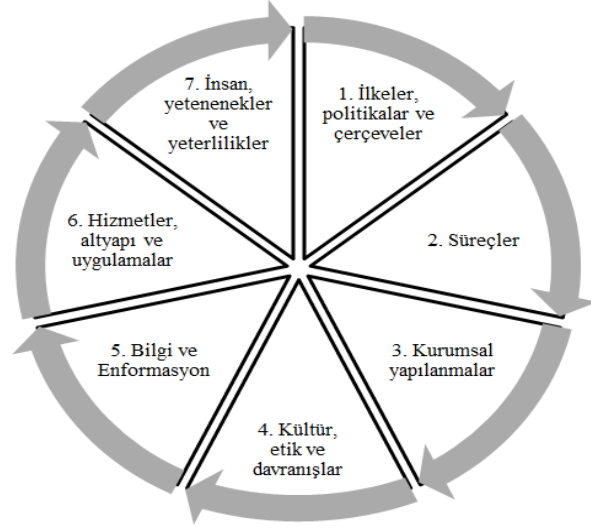 1. İlkeler,
politikalar ve
çerçeveler
2. Süreçler
3. Kurumsal
yapılanmalar
4. Kültür,
etik ve
davranışlar
5. Bilgi ve
Enformasyon
6. Hizmetler,
altyapı ve
uygulamalar
7. İnsan,
yetenenekler
ve
yeterlilikler